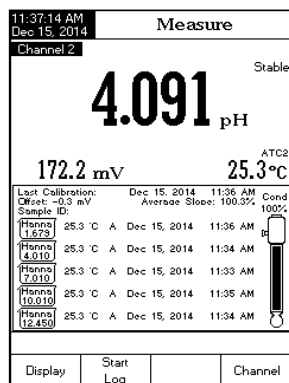 11:37:14 AM
Dec 15, 2014
Measure
Channel 2
Stable
4.091 pH
ATC2
172.2 mV
25.3°C
Last Calibration: Dec 15, 2014 11:36 AM
Offset: -0.3 mV Average Slope: 100.3%
Sample ID:
Cond
100%
Hanna
1.679
25.3 °C A Dec 15, 2014 11:36 AM
Hanna
4.010
25.3 °C A Dec 15, 2014 11:34 AM
Hanna
7.010
25.3 °C A Dec 15, 2014 11:33 AM
Hanna
10.010
25.3 °C A Dec 15, 2014 11:35 AM
Hanna
12.450
25.3 °C A Dec 15, 2014 11:34 AM
Display
Start
Log
Channel